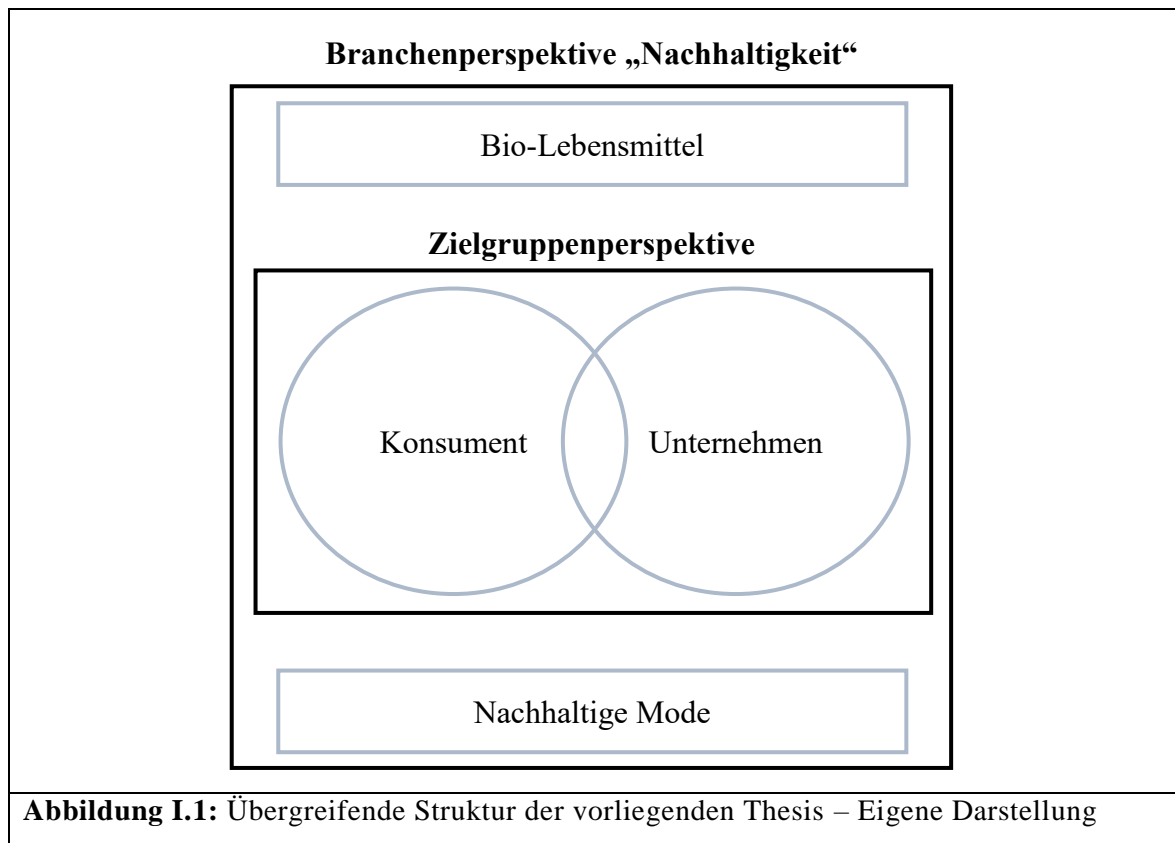 Branchenperspektive „Nachhaltigkeit“
Bio-Lebensmittel
Zielgruppenperspektive
Konsument
Unternehmen
Nachhaltige Mode
Abbildung I.1: Übergreifende Struktur der vorliegenden Thesis – Eigene Darstellung